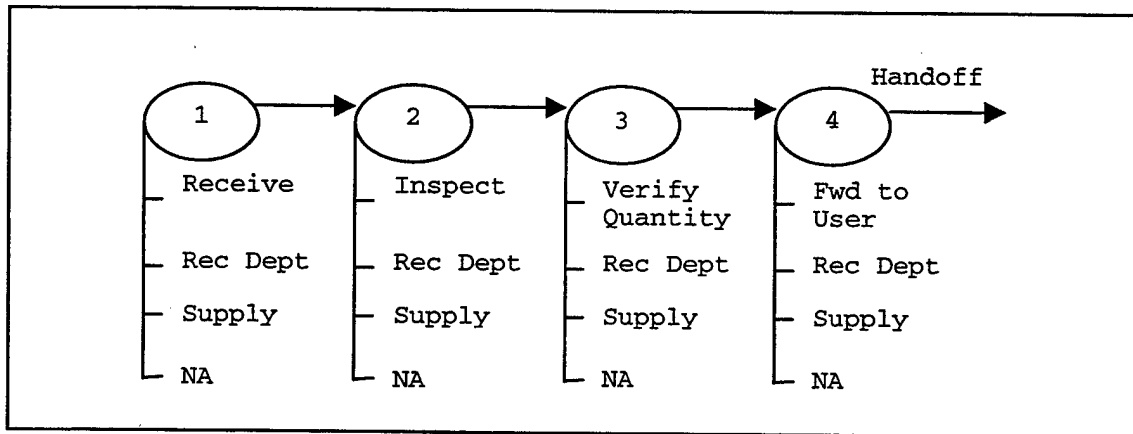 Handoff
1
2
3
4
Receive
Inspect
Verify
Quantity
Fwd to
User
Rec Dept
Rec Dept
Rec Dept
Rec Dept
Supply
Supply
Supply
Supply
NA
NA
NA
NA